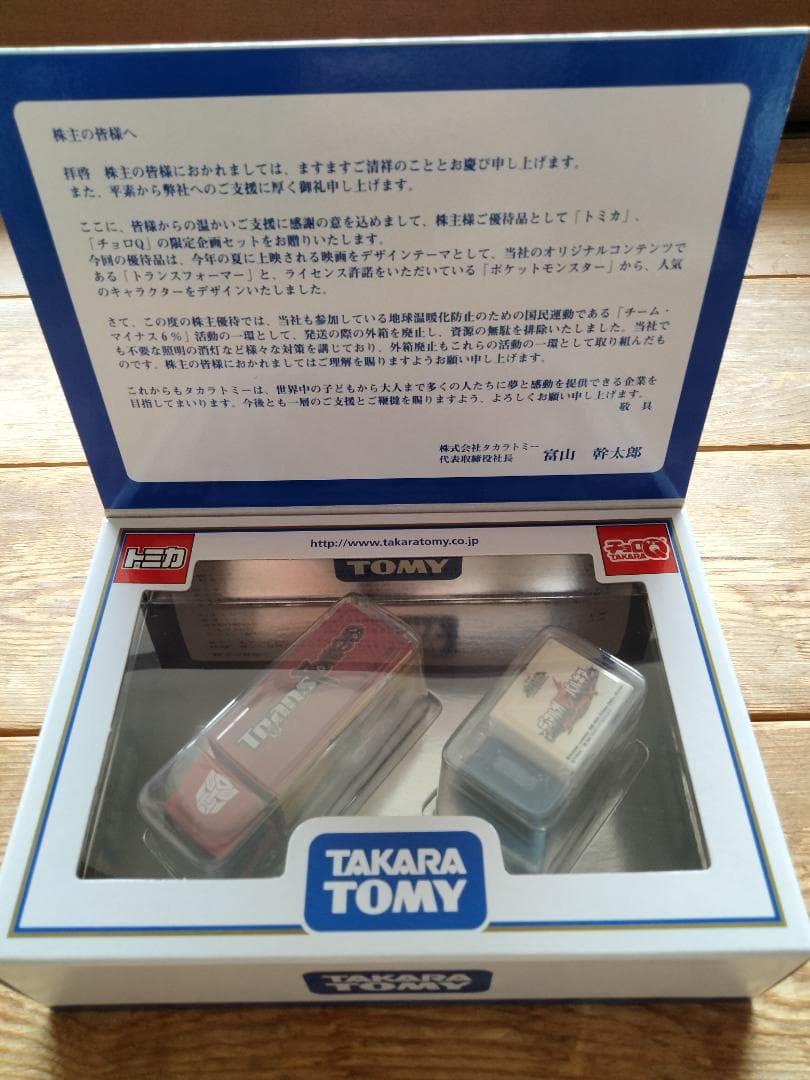 株主の皆様へ
拝啓 株主の皆様におかれましては、ますますご清祥のこととお慶び申し上げます。
また、平素から弊社へのご支援に厚く御礼申し上げます。
ここに、皆様からの温かいご支援に感謝の意を込めまして、株主様ご優待品として「トミカ」、
「チョロQ」の限定企画セットをお贈りいたします。
今回の優待品は、今年の夏に上映される映画をデザインテーマとして、当社のオリジナルコンテンツで
ある「トランスフォーマー」と、ライセンス許諾をいただいている「ポケットモンスター」から、人気
のキャラクターをデザインいたしました。
さて、この度の株主優待では、当社も参加している地球温暖化防止のための国民運動である「チーム・
マイナス6%」活動の一環として、発送の際の外箱を廃止し、資源の無駄を排除いたしました。当社で
も不要な照明の消灯など様々な対策を講じており、外箱廃止もこれらの活動の一環として取り組んだも
のです。株主の皆様におかれましてはご理解を賜りますようお願い申し上げます。
これからもタカラトミーは、世界中の子どもから大人まで多くの人たちに夢と感動を提供できる企業を
目指してまいります。今後とも一層のご支援とご鞭撻を賜りますよう、よろしくお願い申し上げます。
敬 具
株式会社タカラトミー
代表取締役社長 富山 幹太郎
トミカ
http://www.takaratomy.co.jp
チョロQ
TAKARA
TOMY
TRANSFORMERS
TAKARA
TOMY
TAKARA
TOMY